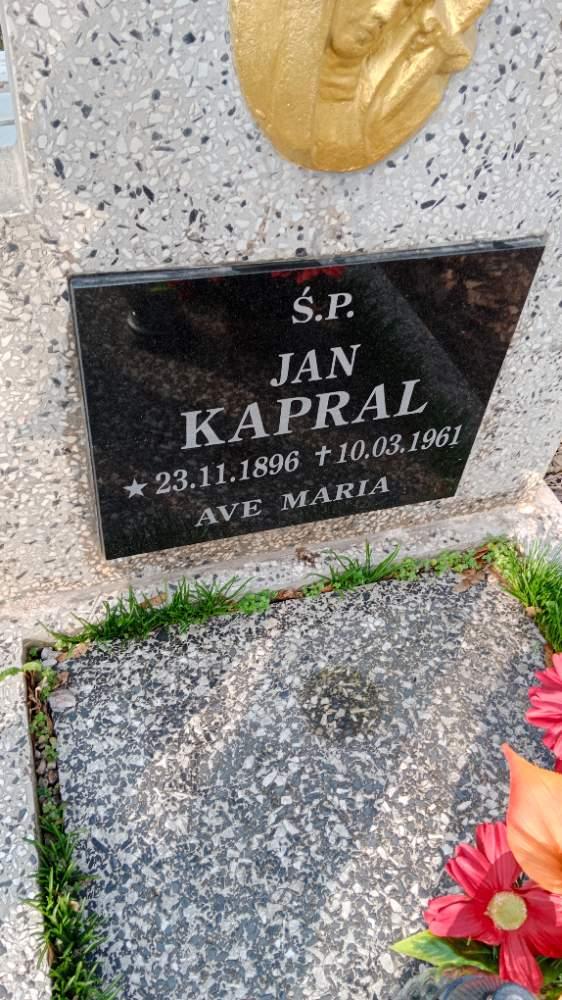 Ś.P.
JAN
KAPRAL
★ 23.11.1896 ✝ 10.03.1961
AVE MARIA